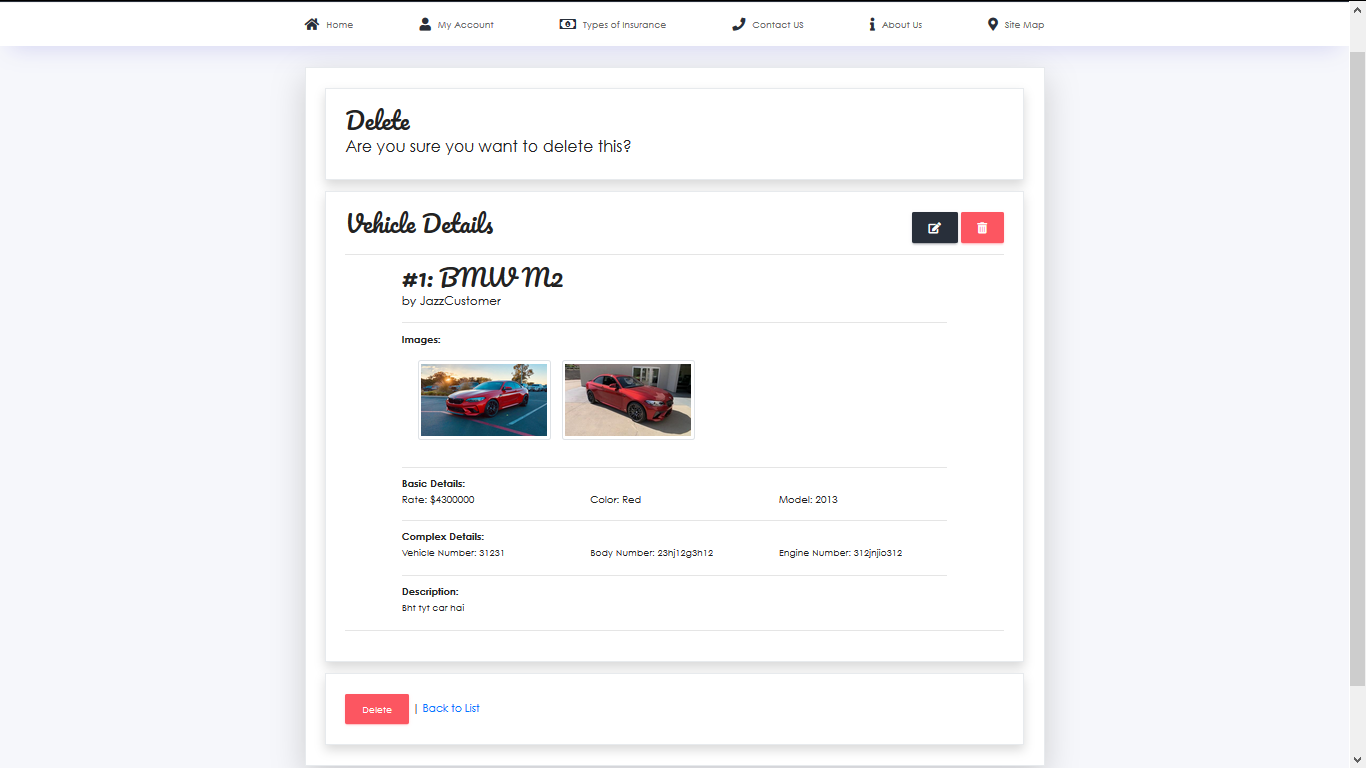 Home My Account Types of Insurance Contact US About Us Site Map
Delete
Are you sure you want to delete this?
Vehicle Details
#1: BMW M2
by JazzCustomer
Images:
Basic Details:
Rate: $4300000 Color: Red Model: 2013
Complex Details:
Vehicle Number: 31231 Body Number: 23hj12g3h12 Engine Number: 312jnjio312
Description:
Bht tyt car hai
Delete | Back to List